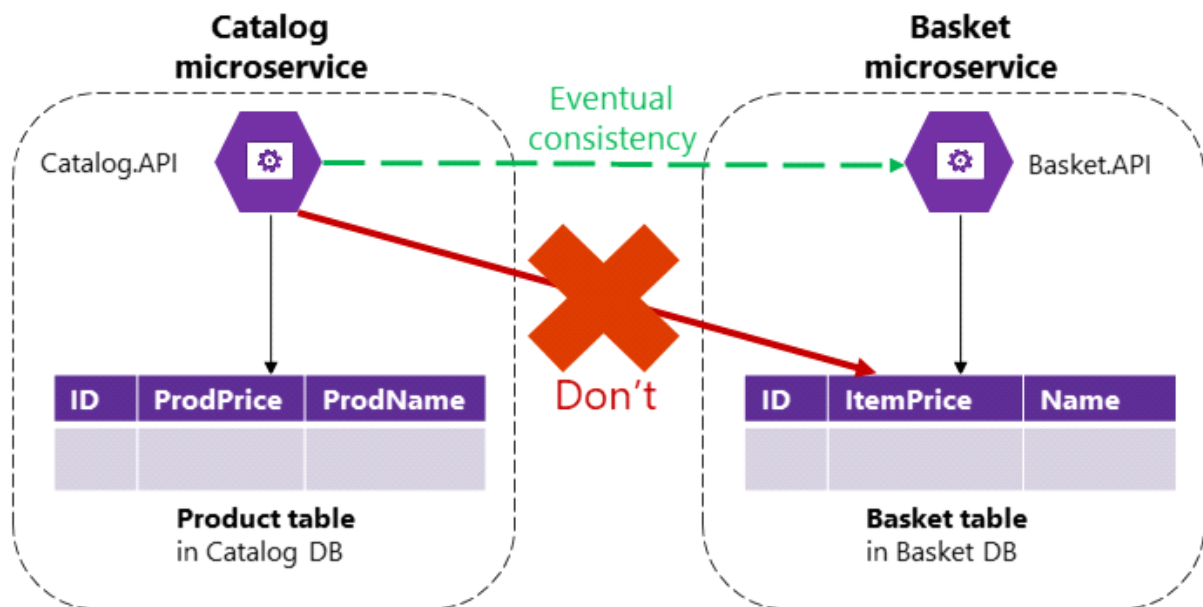 Catalog
microservice
Basket
microservice
Eventual
consistency
Catalog.API
Basket.API
Don’t
ID ProdPrice ProdName
ID ItemPrice Name
Product table
in Catalog DB
Basket table
in Basket DB